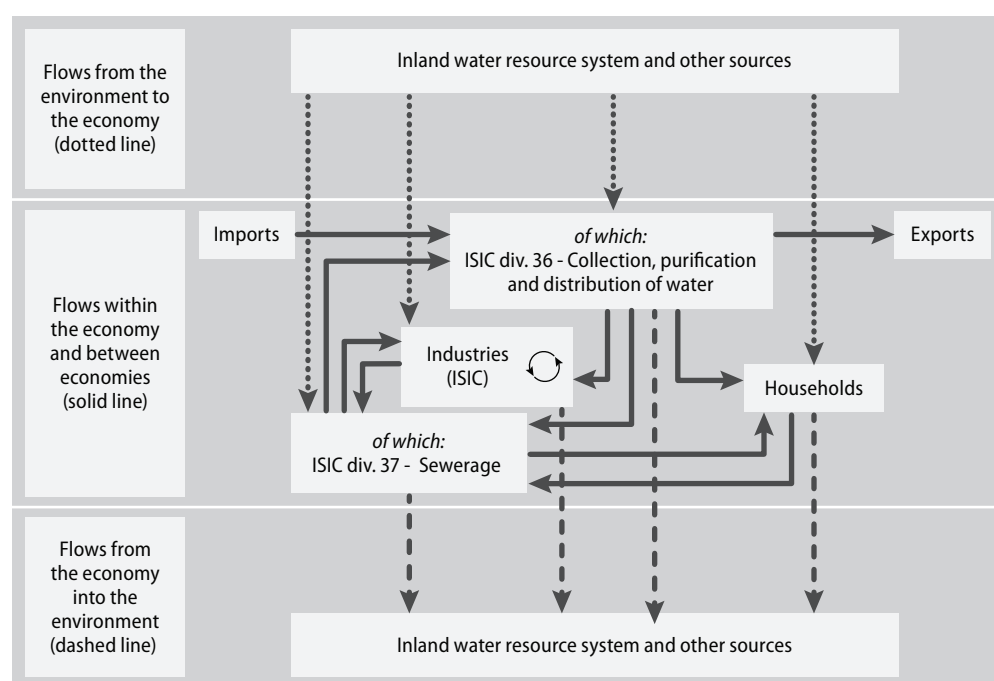 Flows from the
environment to
the economy
(dotted line)
Inland water resource system and other sources
Flows within
the economy
and between
economies
(solid line)
Imports
of which:
ISIC div. 36 - Collection, purification
and distribution of water
Exports
Industries
(ISIC)
Households
of which:
ISIC div. 37 - Sewerage
Flows from
the economy
into the
environment
(dashed line)
Inland water resource system and other sources